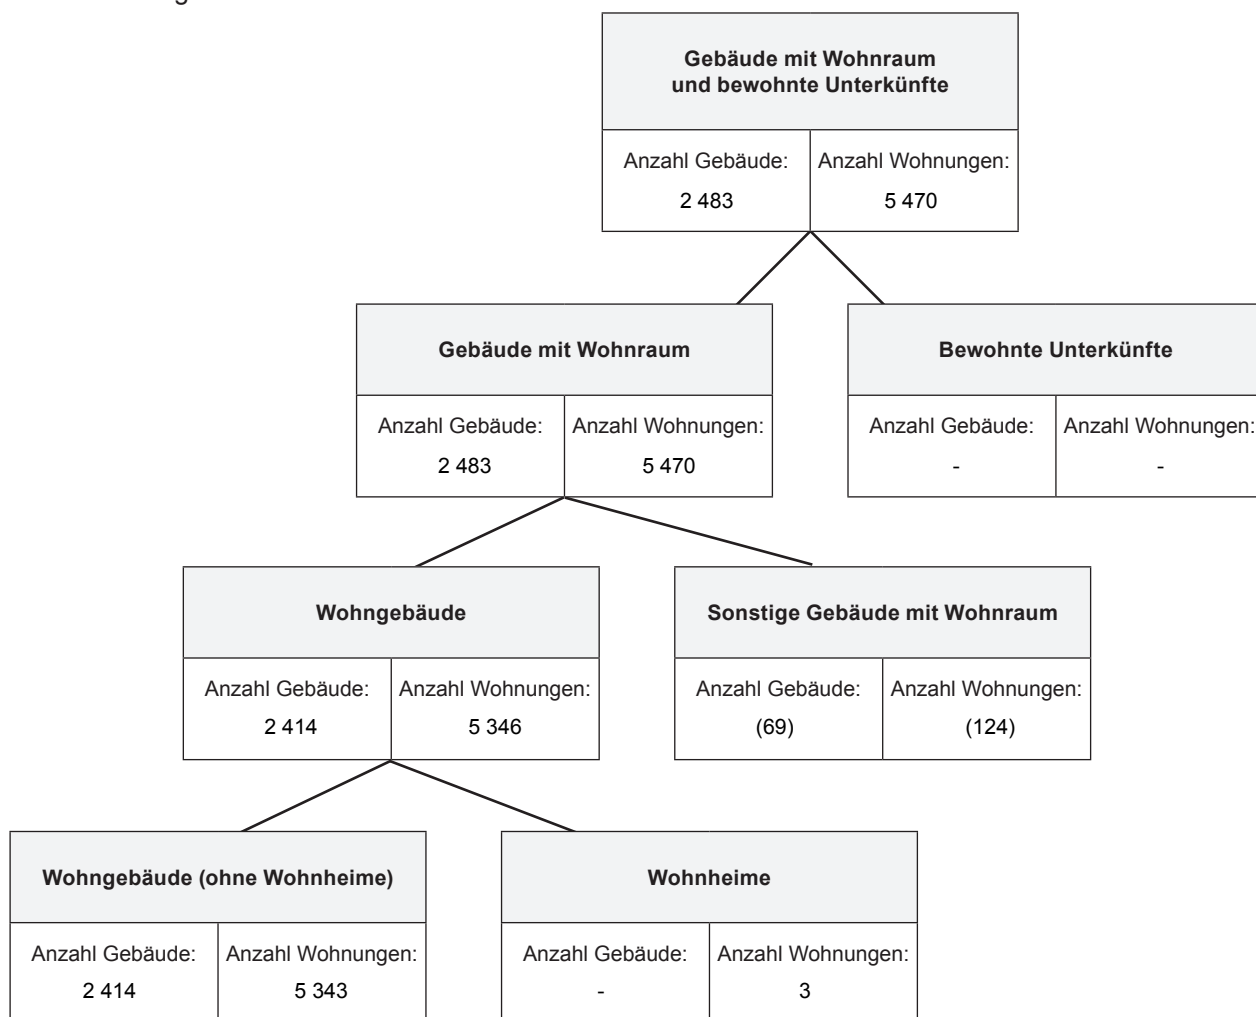 Gebäude mit Wohnraum
und bewohnte Unterkünfte
Anzahl Gebäude: Anzahl Wohnungen:
2 483 5 470
Gebäude mit Wohnraum
Anzahl Gebäude: Anzahl Wohnungen:
2 483 5 470
Bewohnte Unterkünfte
Anzahl Gebäude: Anzahl Wohnungen:
- -
Wohngebäude
Anzahl Gebäude: Anzahl Wohnungen:
2 414 5 346
Sonstige Gebäude mit Wohnraum
Anzahl Gebäude: Anzahl Wohnungen:
(69) (124)
Wohngebäude (ohne Wohnheime)
Anzahl Gebäude: Anzahl Wohnungen:
2 414 5 343
Wohnheime
Anzahl Gebäude: Anzahl Wohnungen:
- 3